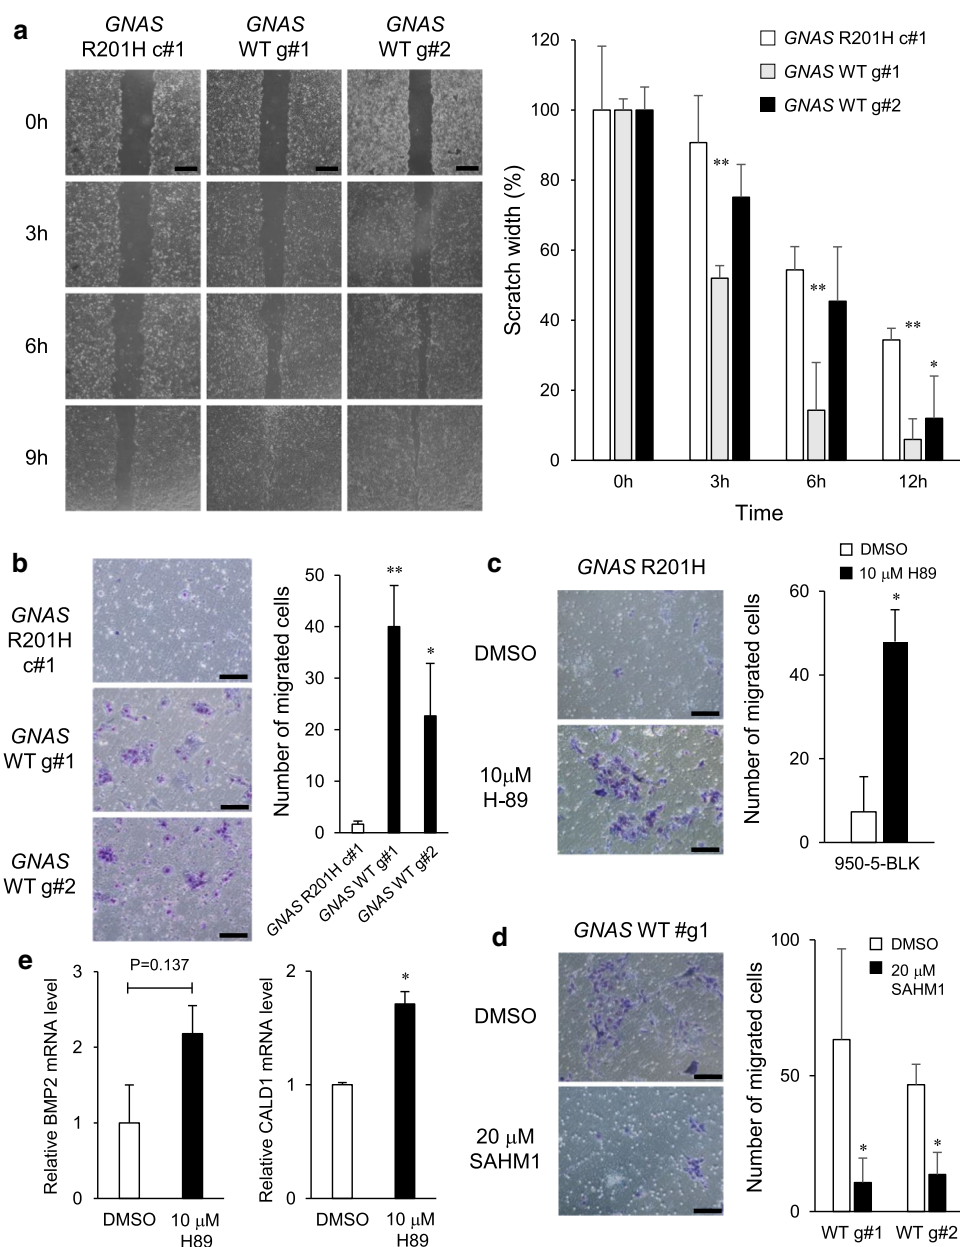 a
GNAS
R201H c#1
GNAS
WT g#1
GNAS
WT g#2
0h
3h
6h
9h
120
100
80
60
40
20
0
Scratch width (%)
GNAS R201H c#1
GNAS WT g#1
GNAS WT g#2
**
**
**
*
0h
3h
6h
12h
Time
b
GNAS
R201H
c#1
GNAS
WT g#1
GNAS
WT g#2
Number of migrated cells
50
40
30
20
10
0
**
*
GNAS R201H c#1
GNAS WT g#1
GNAS WT g#2
c
GNAS R201H
DMSO
10μM
H-89
DMSO
10 μM H89
Number of migrated cells
60
40
20
0
*
950-5-BLK
d
GNAS WT #g1
DMSO
20 μM
SAHM1
DMSO
20 μM
SAHM1
Number of migrated cells
100
50
0
*
*
WT g#1
WT g#2
e
Relative BMP2 mRNA level
3
2
1
0
P=0.137
DMSO
10 μM
H89
Relative CALD1 mRNA level
2
1
0
*
DMSO
10 μM
H89